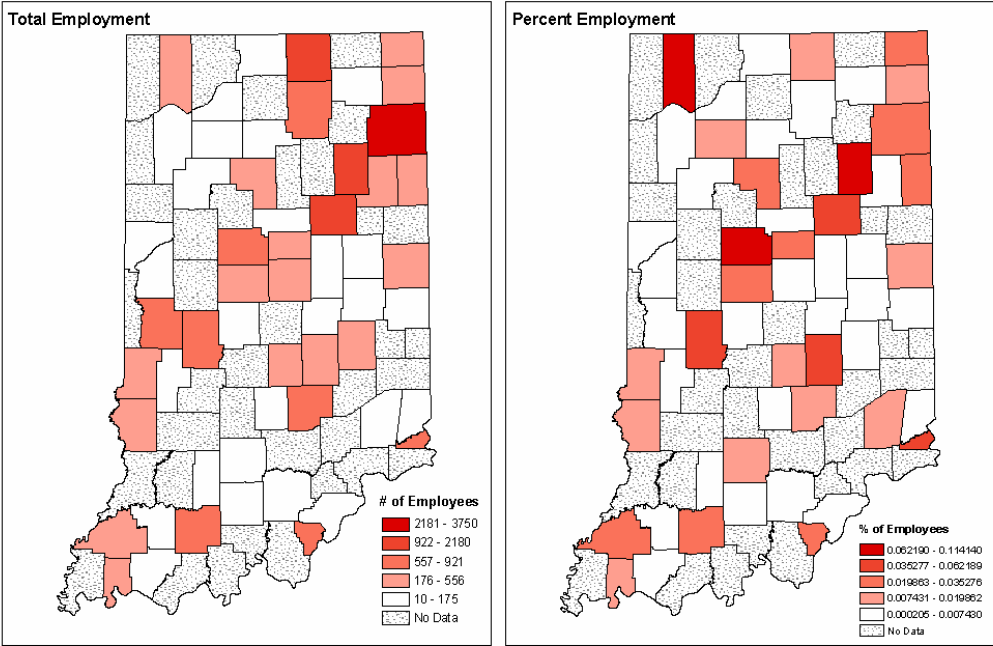 Total Employment
# of Employees
2181 - 3750
922 - 2180
557 - 921
176 - 556
10 - 175
No Data
Percent Employment
% of Employees
0.062190 - 0.114140
0.035277 - 0.062189
0.019863 - 0.035276
0.007431 - 0.019862
0.000205 - 0.007430
No Data